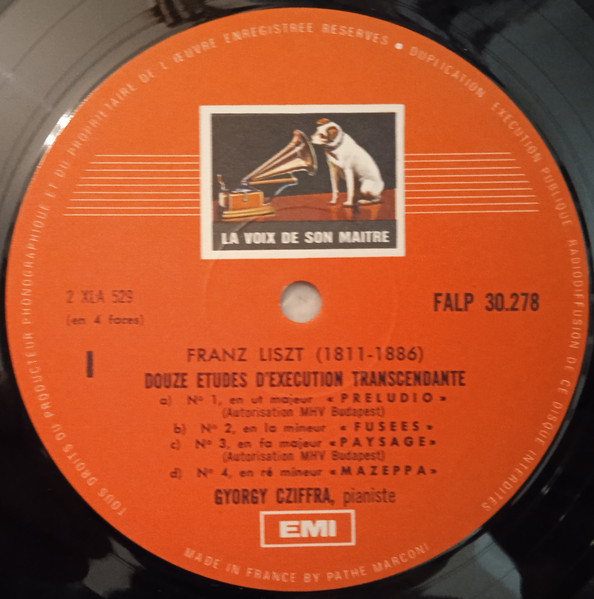 TOUS DROITS DU PRODUCTEUR PHONOGRAPHIQUE ET DU PROPRIETAIRE DE L'ŒUVRE ENREGISTREE RESERVES • DUPLICATION EXECUTION PUBLIQUE RADIODIFFUSION DE CE DISQUE INTERDITES
LA VOIX DE SON MAITRE
2 XLA 529
(en 4 faces)
FALP 30.278
I
FRANZ LISZT (1811-1886)
DOUZE ETUDES D'EXECUTION TRANSCENDANTE
a) No 1, en ut majeur « PRELUDIO »
(Autorisation MHV Budapest)
b) No 2, en la mineur « FUSEES »
c) No 3, en fa majeur « PAYSAGE »
(Autorisation MHV Budapest)
d) No 4, en ré mineur « MAZEPPA »
GYORGY CZIFFRA, pianiste
EMI
MADE IN FRANCE BY PATHE MARCONI